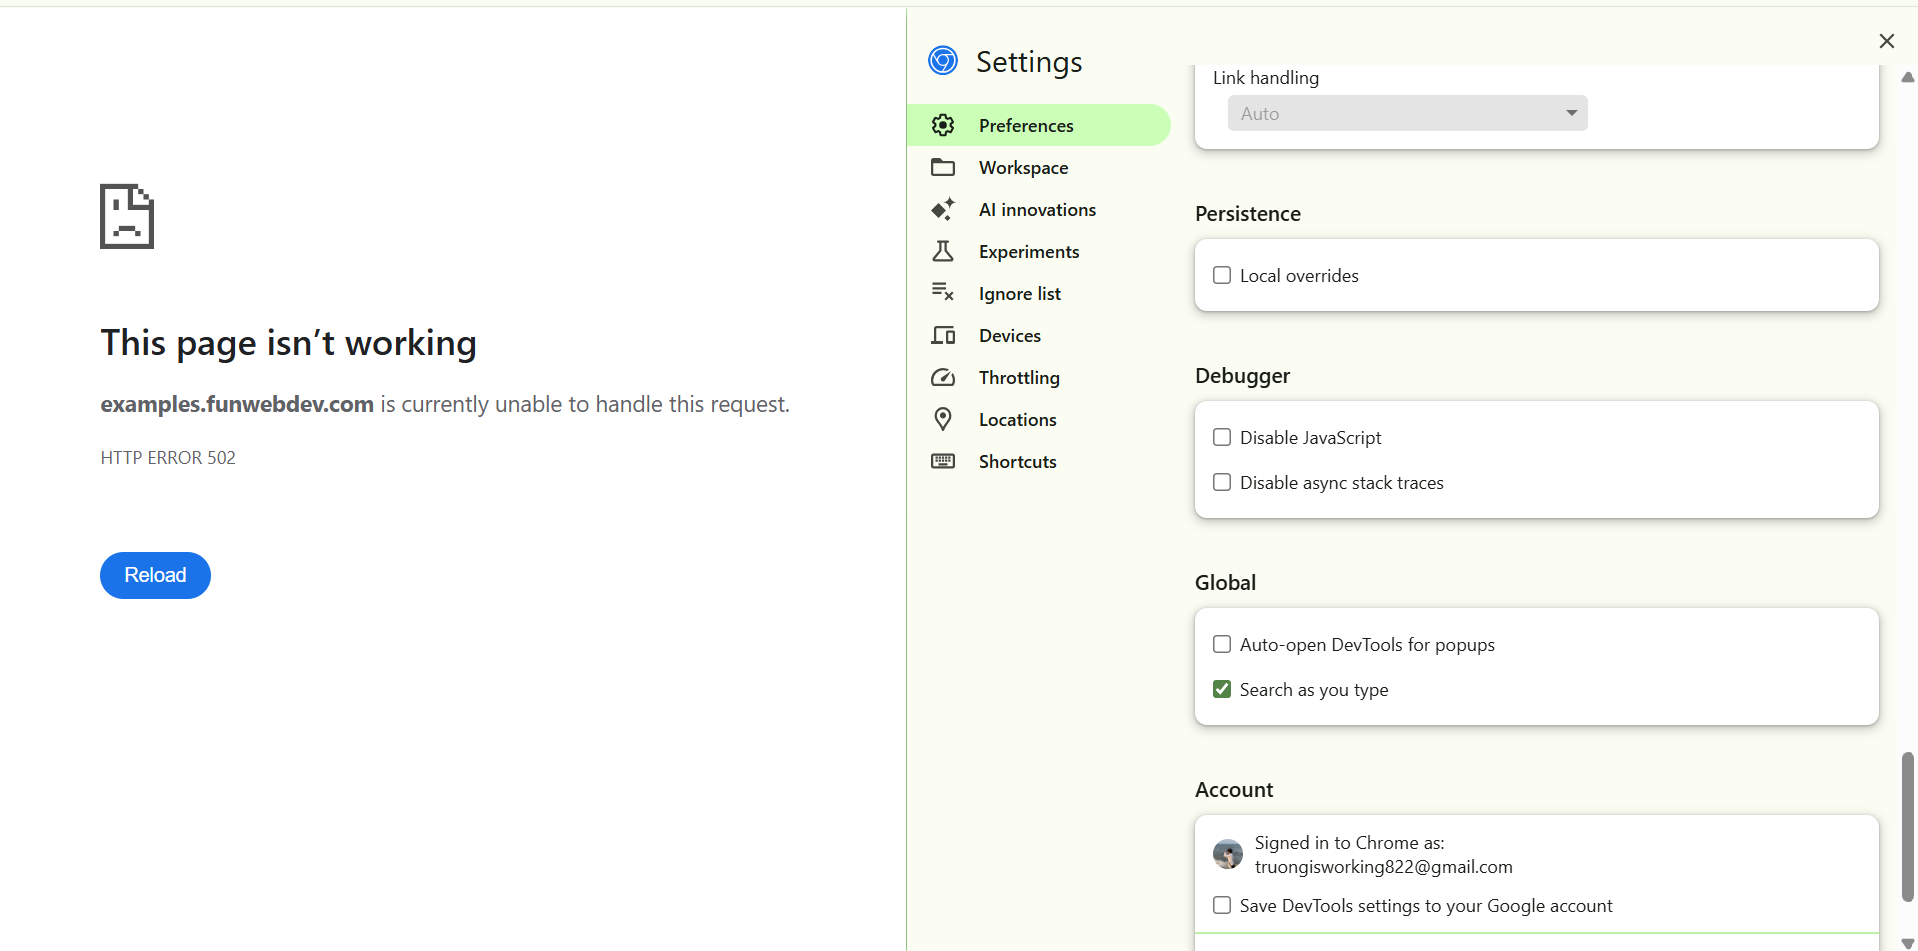 This page isn’t working
examples.funwebdev.com is currently unable to handle this request.
HTTP ERROR 502
Reload
Settings
Preferences
Workspace
AI innovations
Experiments
Ignore list
Devices
Throttling
Locations
Shortcuts
Link handling
Auto
Persistence
Local overrides
Debugger
Disable JavaScript
Disable async stack traces
Global
Auto-open DevTools for popups
Search as you type
Account
Signed in to Chrome as:
truongisworking822@gmail.com
Save DevTools settings to your Google account